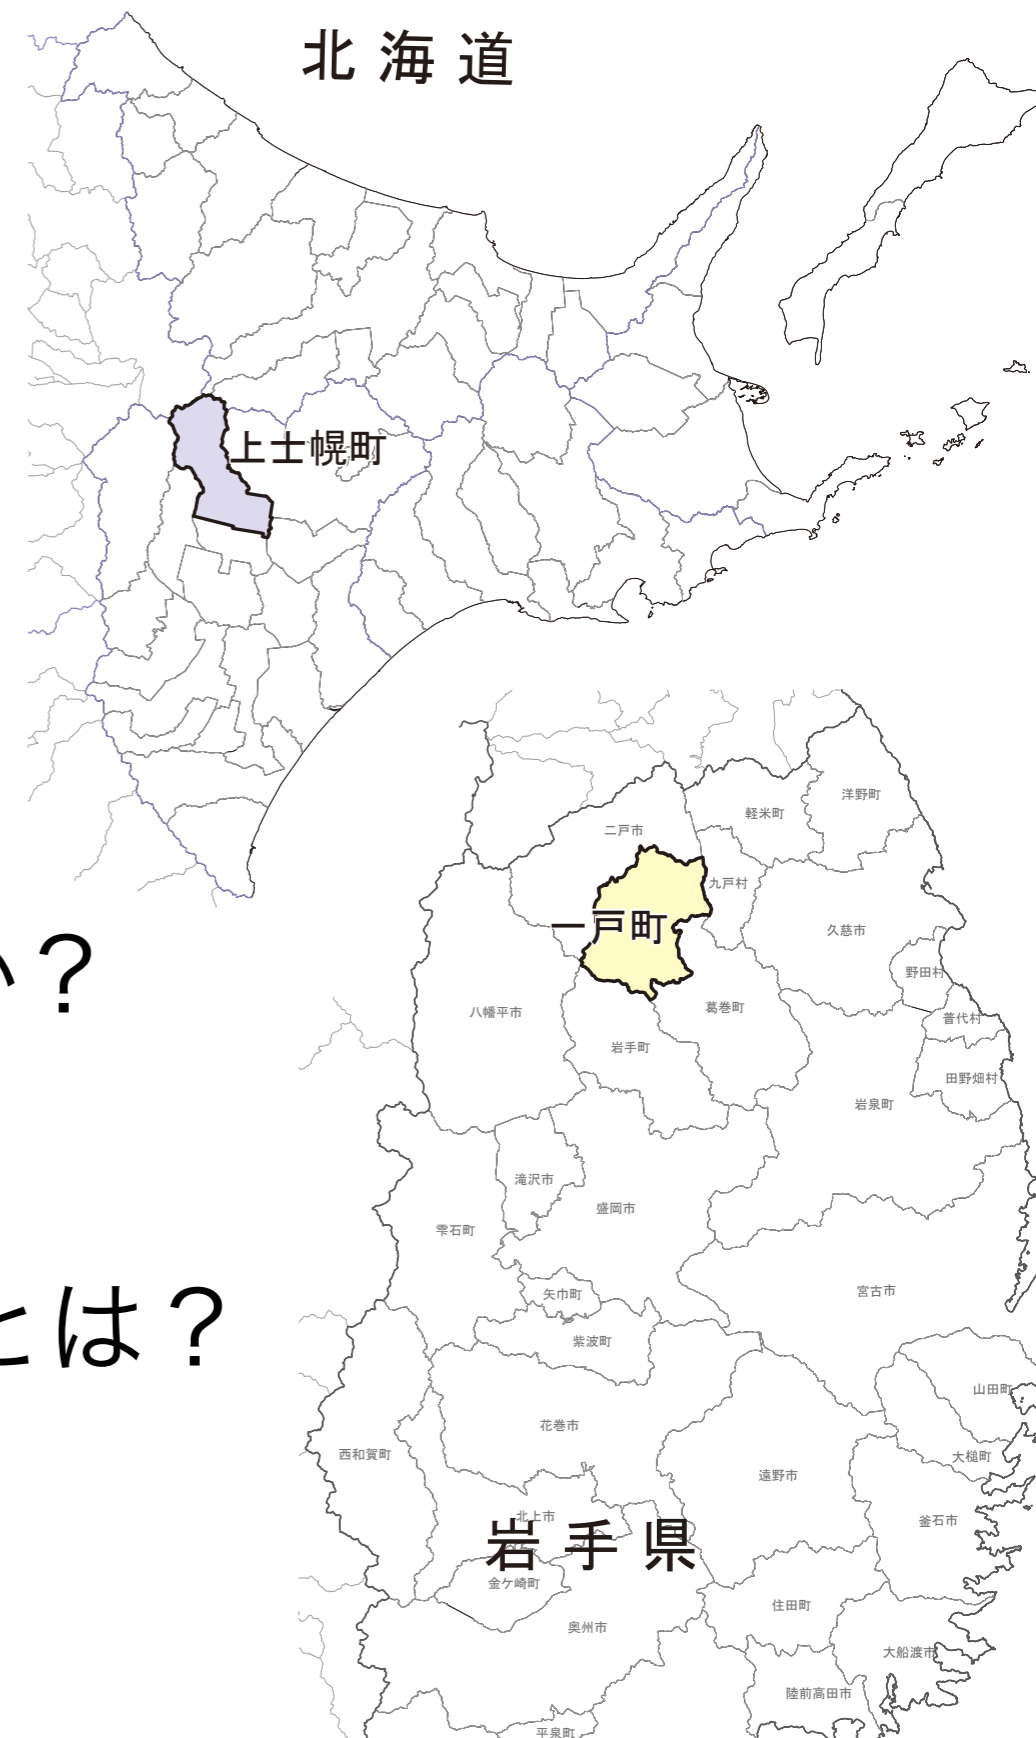 北海道
上士幌町
洋野町
軽米町
二戸市
九戸村
一戸町
久慈市
野田村
葛巻町
八幡平市
普代村
岩手町
田野畑村
岩泉町
滝沢市
盛岡市
雫石町
宮古市
矢巾町
紫波町
山田町
花巻市
西和賀町
大槌町
遠野市
北上市
釜石市
岩手県
金ケ崎町
住田町
奥州市
大船渡市
陸前高田市
平泉町
？
とは？